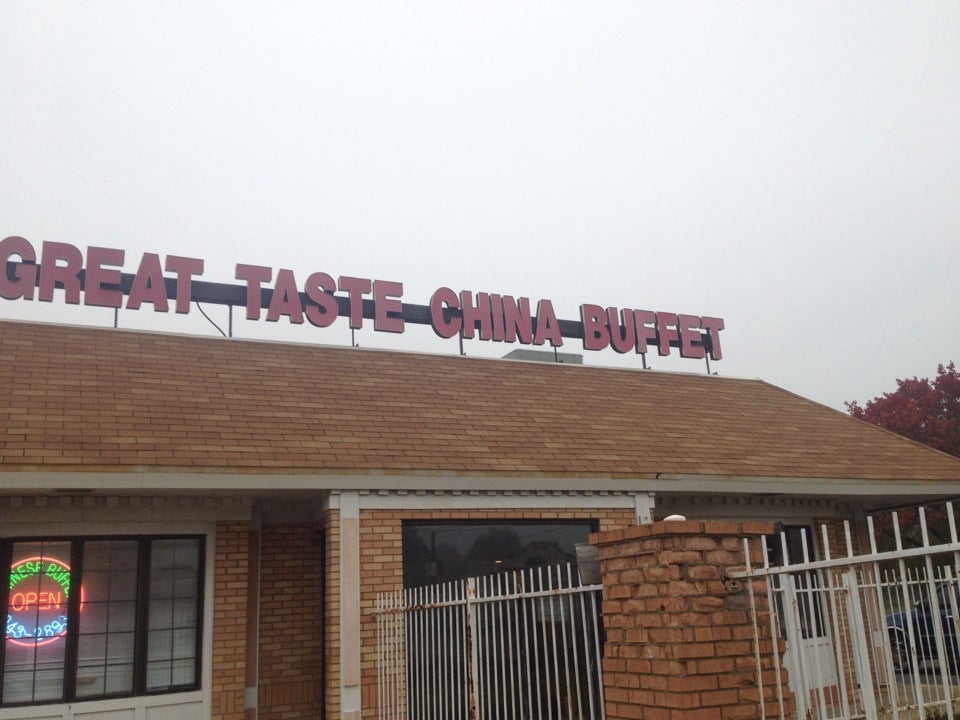 GREAT TASTE CHINA BUFFET
OPEN